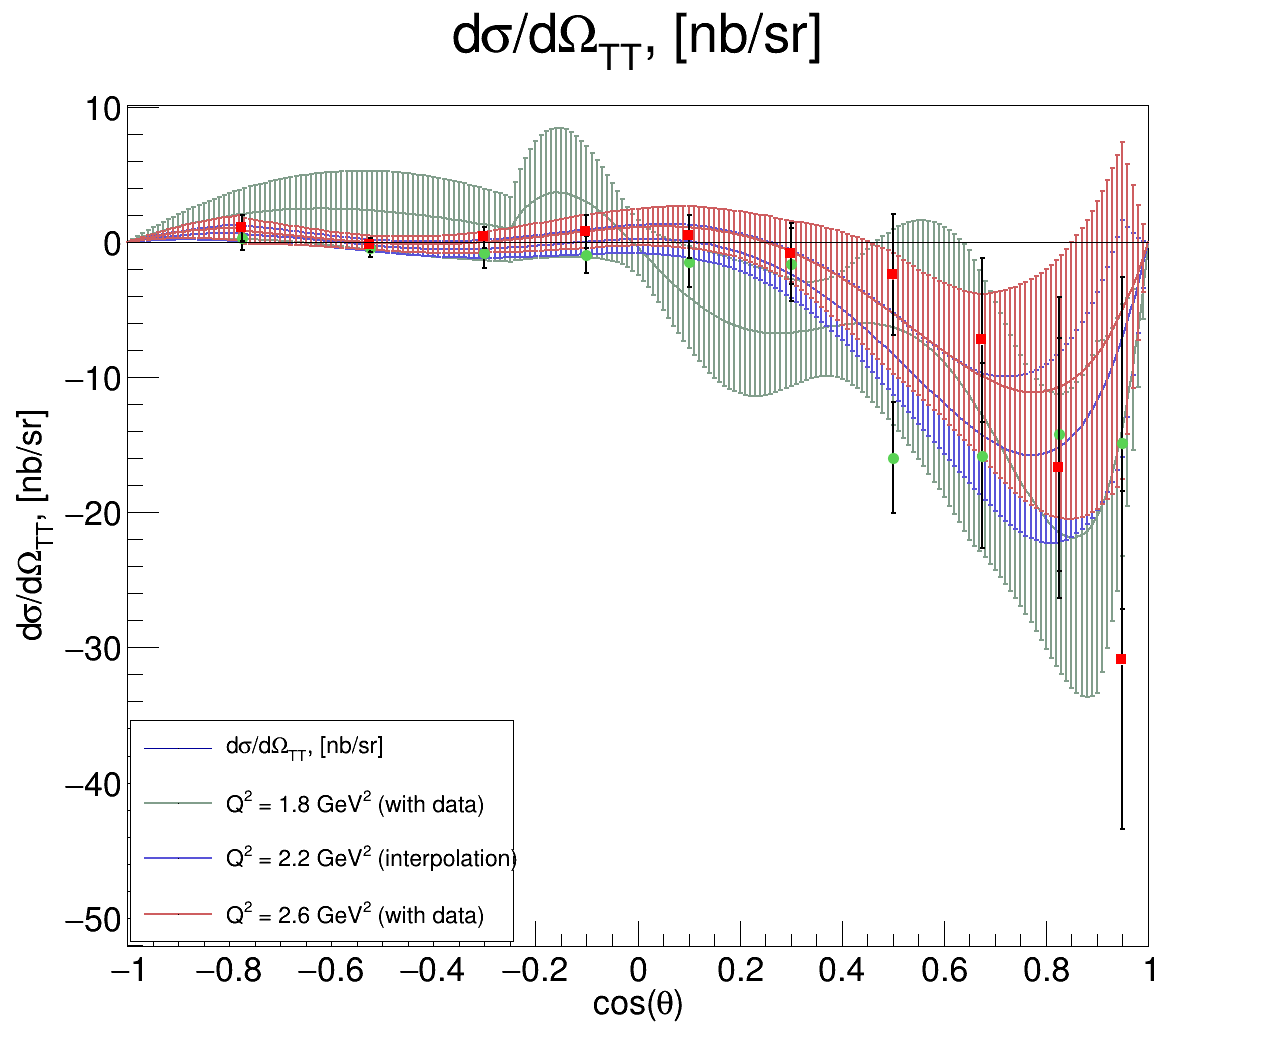 dσ/dΩ_TT, [nb/sr]
10
0
−10
−20
−30
−40
−50
dσ/dΩ_TT, [nb/sr]
dσ/dΩ_TT, [nb/sr]
Q² = 1.8 GeV² (with data)
Q² = 2.2 GeV² (interpolation)
Q² = 2.6 GeV² (with data)
−1 −0.8 −0.6 −0.4 −0.2 0 0.2 0.4 0.6 0.8 1
cos(θ)